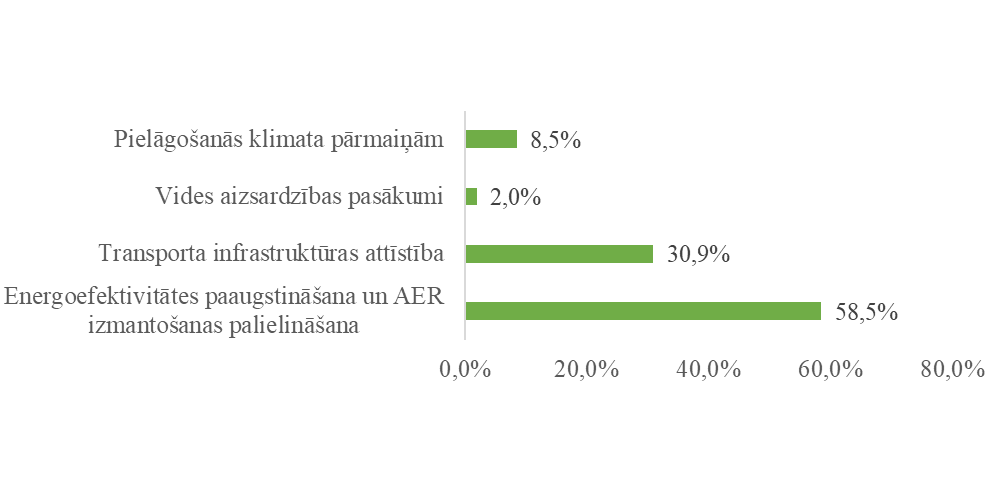 Pielāgošanās klimata pārmaiņām
8,5%
Vides aizsardzības pasākumi
2,0%
Transporta infrastruktūras attīstība
30,9%
Energoefektivitātes paaugstināšana un AER
izmantošanas palielināšana
58,5%
0,0% 20,0% 40,0% 60,0% 80,0%